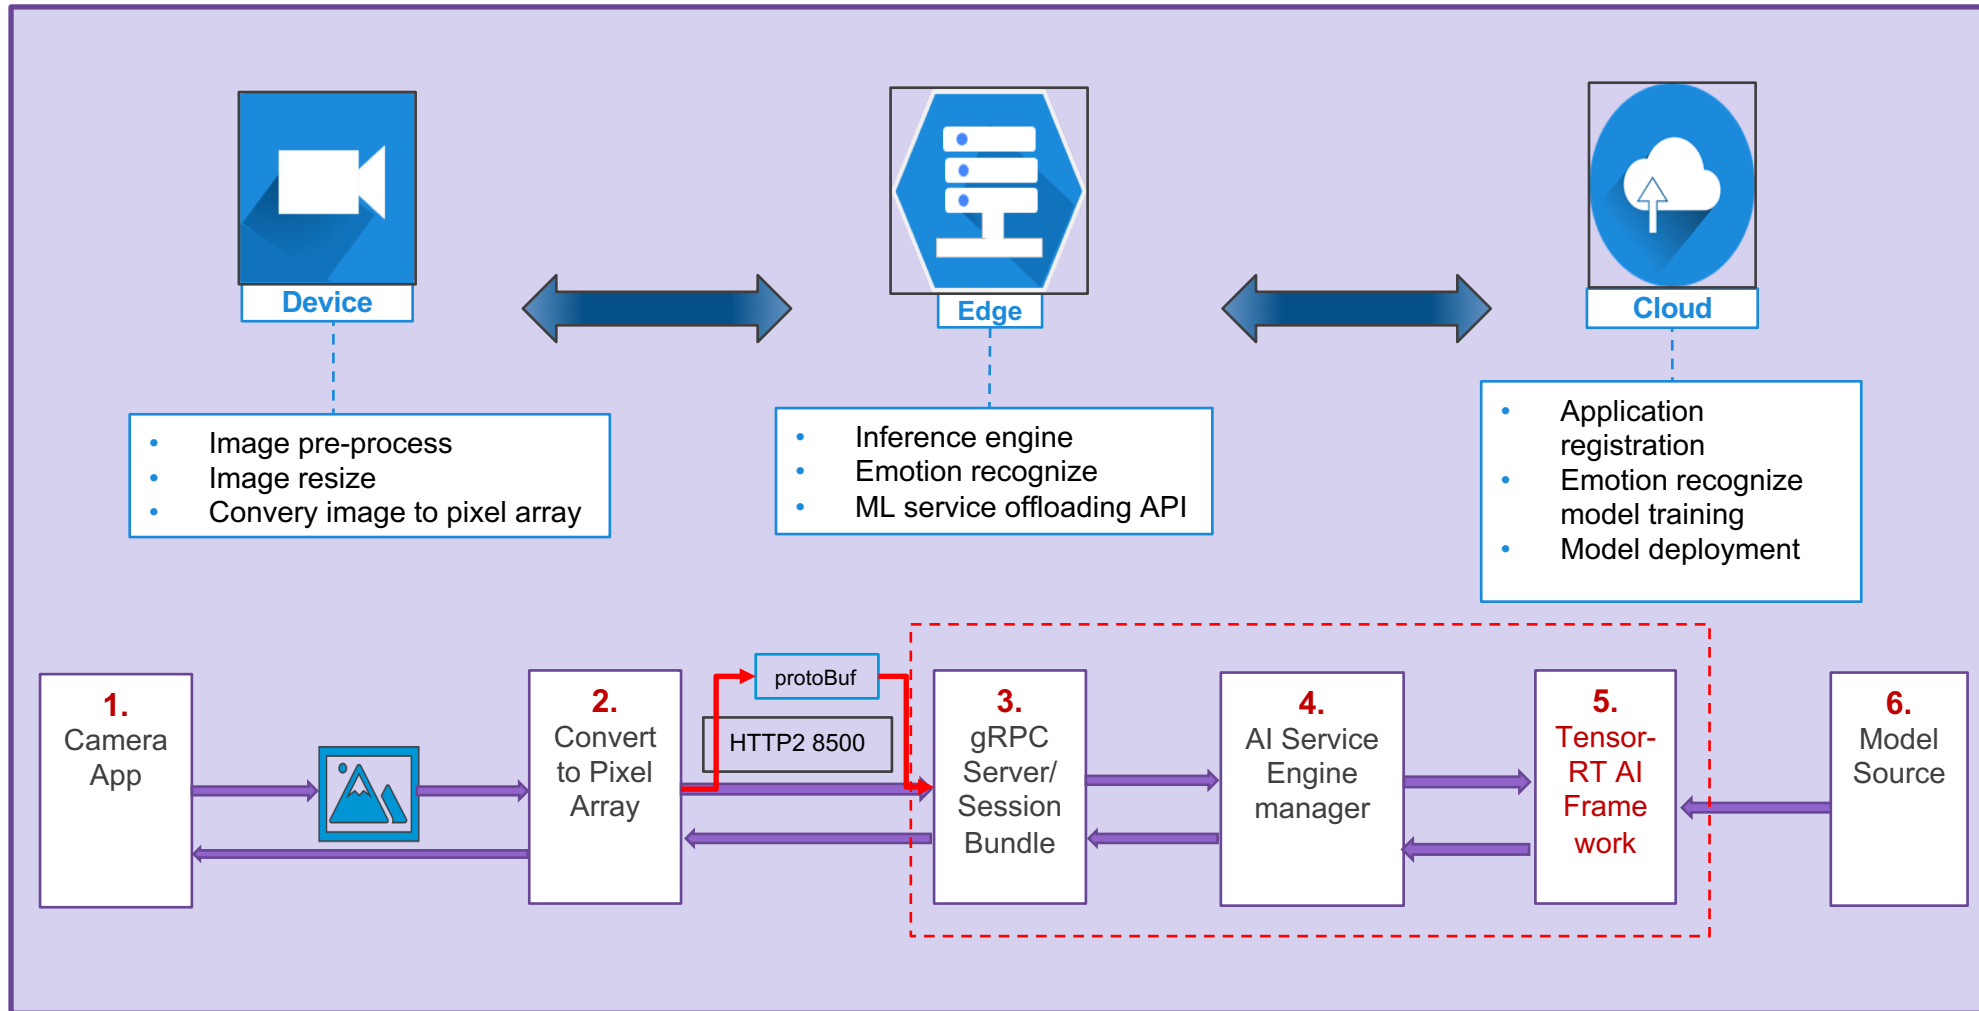 Device
Edge
Cloud
• Image pre-process
• Image resize
• Convery image to pixel array
• Inference engine
• Emotion recognize
• ML service offloading API
• Application
registration
• Emotion recognize
model training
• Model deployment
1.
Camera
App
2.
Convert
to Pixel
Array
protoBuf
HTTP2 8500
3.
gRPC
Server/
Session
Bundle
4.
AI Service
Engine
manager
5.
Tensor-
RT AI
Frame
work
6.
Model
Source